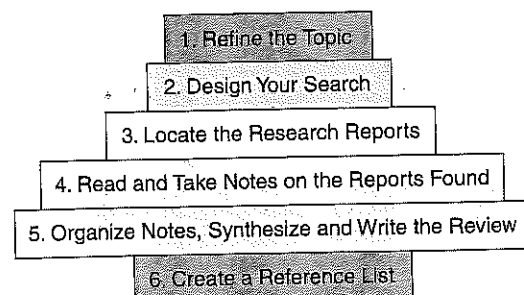 1. Refine the Topic
2. Design Your Search
3. Locate the Research Reports
4. Read and Take Notes on the Reports Found
5. Organize Notes, Synthesize and Write the Review
6. Create a Reference List